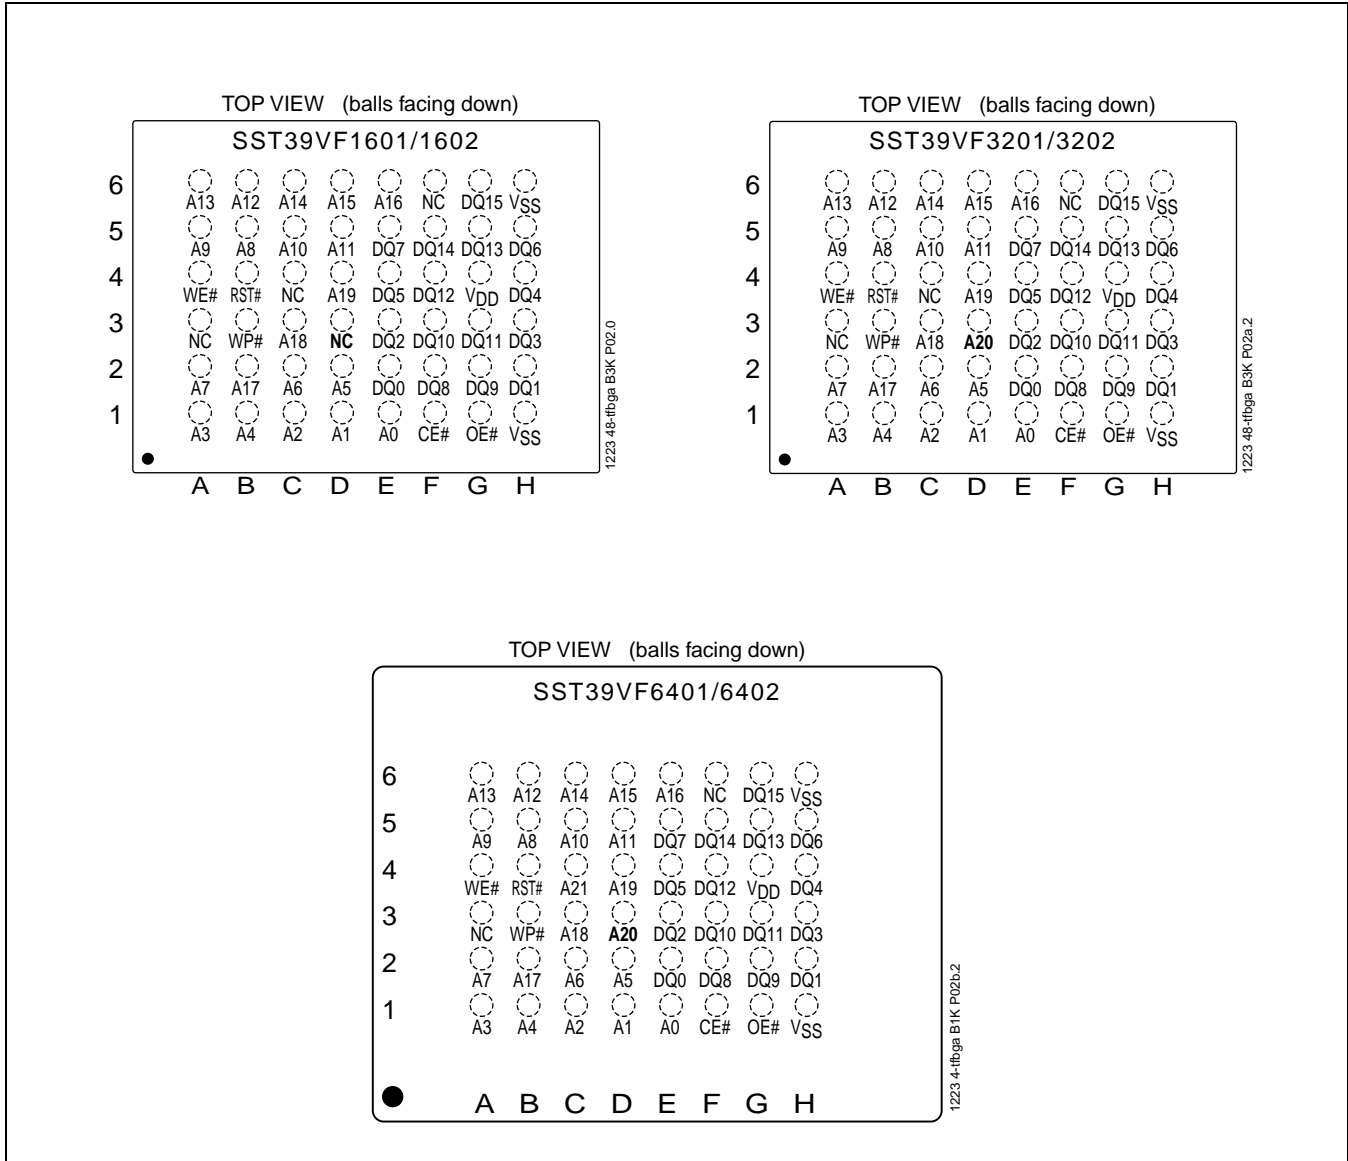 TOP VIEW (balls facing down)
SST39VF1601/1602
6
A13 A12 A14 A15 A16 NC DQ15 VSS
5
A9 A8 A10 A11 DQ7 DQ14 DQ13 DQ6
4
WE# RST# NC A19 DQ5 DQ12 VDD DQ4
3
NC WP# A18 NC DQ2 DQ10 DQ11 DQ3
2
A7 A17 A6 A5 DQ0 DQ8 DQ9 DQ1
1
A3 A4 A2 A1 A0 CE# OE# VSS
A B C D E F G H
1223 48-tfbga B3K P02.0
TOP VIEW (balls facing down)
SST39VF3201/3202
6
A13 A12 A14 A15 A16 NC DQ15 VSS
5
A9 A8 A10 A11 DQ7 DQ14 DQ13 DQ6
4
WE# RST# NC A19 DQ5 DQ12 VDD DQ4
3
NC WP# A18 A20 DQ2 DQ10 DQ11 DQ3
2
A7 A17 A6 A5 DQ0 DQ8 DQ9 DQ1
1
A3 A4 A2 A1 A0 CE# OE# VSS
A B C D E F G H
1223 48-tfbga B3K P02a.2
TOP VIEW (balls facing down)
SST39VF6401/6402
6
A13 A12 A14 A15 A16 NC DQ15 VSS
5
A9 A8 A10 A11 DQ7 DQ14 DQ13 DQ6
4
WE# RST# A21 A19 DQ5 DQ12 VDD DQ4
3
NC WP# A18 A20 DQ2 DQ10 DQ11 DQ3
2
A7 A17 A6 A5 DQ0 DQ8 DQ9 DQ1
1
A3 A4 A2 A1 A0 CE# OE# VSS
A B C D E F G H
1223 4-tfbga B1K P02b.2